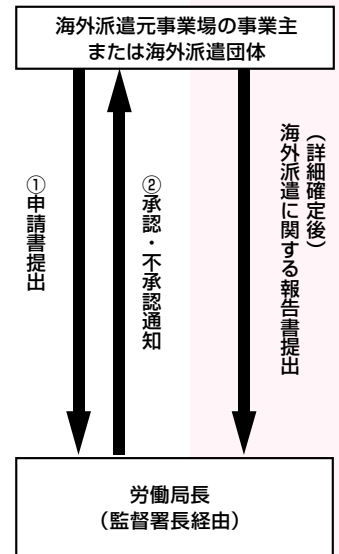 海外派遣元事業場の事業主
または海外派遣団体
①申請書提出
②承認・不承認通知
（詳細確定後）
海外派遣に関する報告書提出
労働局長
（監督署長経由）